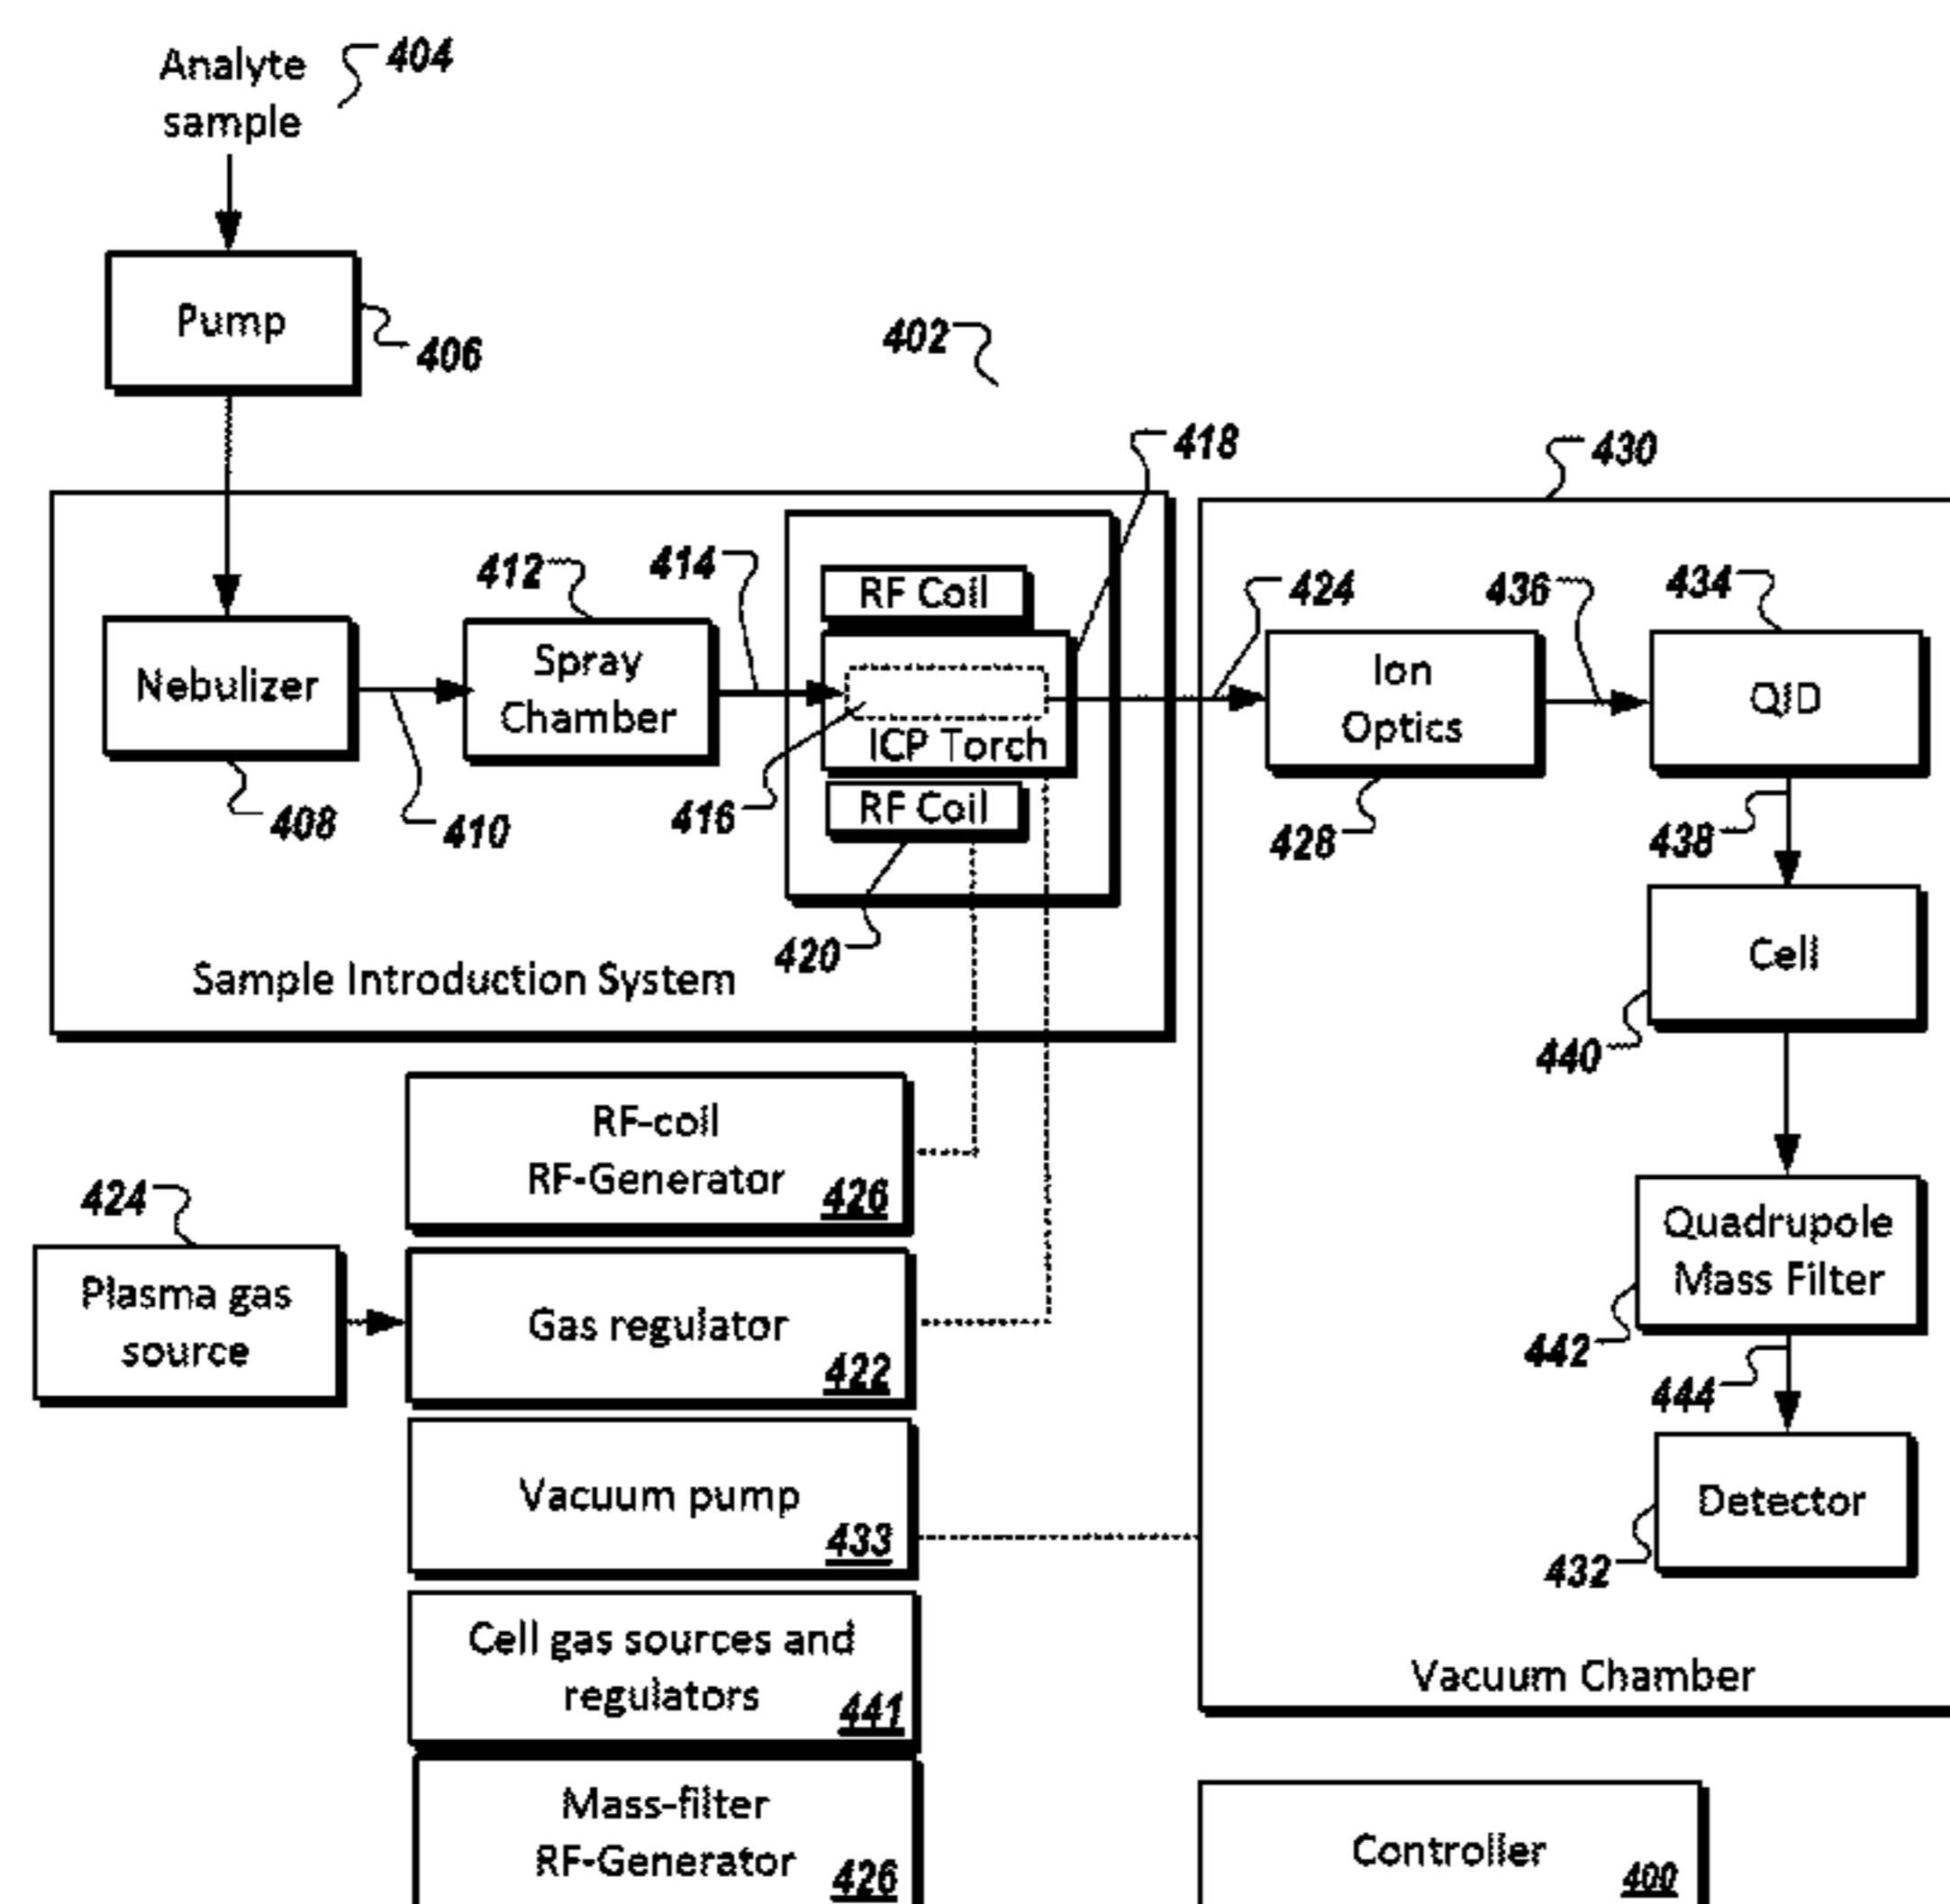 Analyte
sample
404
Pump
406
402
418
430
412
414
RF Coil
424
436
434
Nebulizer
Spray
Chamber
ICP Torch
Ion
Optics
QID
408
410
416
RF Coil
428
438
420
Cell
Sample Introduction System
440
RF-coil
RF-Generator
426
424
Quadrupole
Mass Filter
Plasma gas
source
Gas regulator
422
442
444
Vacuum pump
433
Detector
432
Cell gas sources and
regulators
441
Vacuum Chamber
Mass-filter
RF-Generator
426
Controller
400